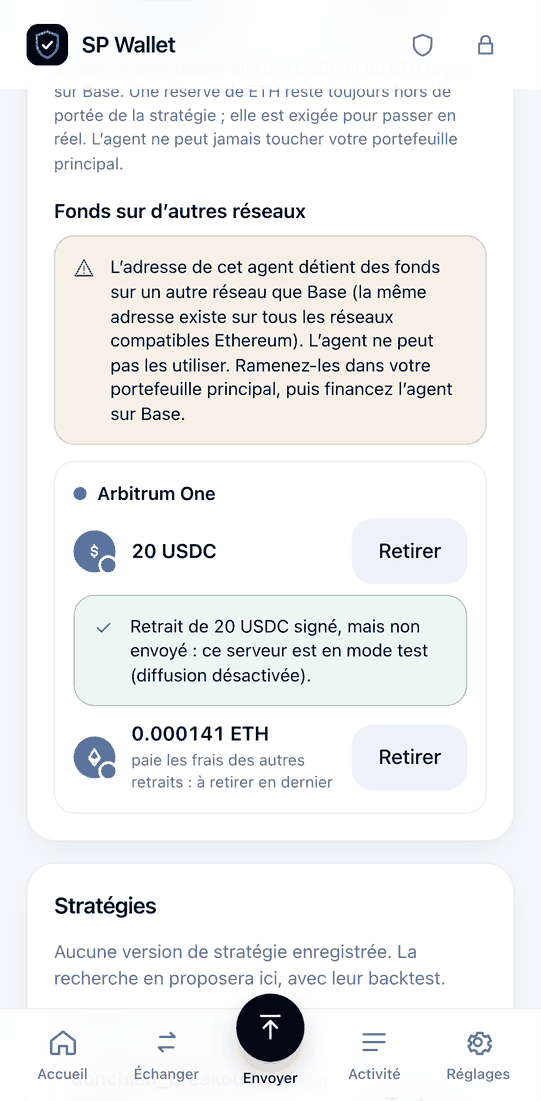 SP Wallet
sur Base. Une réserve de ETH reste toujours hors de
portée de la stratégie ; elle est exigée pour passer en
réel. L’agent ne peut jamais toucher votre portefeuille
principal.
Fonds sur d’autres réseaux
L’adresse de cet agent détient des fonds
sur un autre réseau que Base (la même
adresse existe sur tous les réseaux
compatibles Ethereum). L’agent ne peut
pas les utiliser. Ramenez-les dans votre
portefeuille principal, puis financez l’agent
sur Base.
Arbitrum One
$
20 USDC
Retirer
Retrait de 20 USDC signé, mais non
envoyé : ce serveur est en mode test
(diffusion désactivée).
0.000141 ETH
paie les frais des autres
retraits : à retirer en dernier
Retirer
Stratégies
Aucune version de stratégie enregistrée. La
recherche en proposera ici, avec leur backtest.
Accueil
Échanger
Envoyer
Activité
Réglages